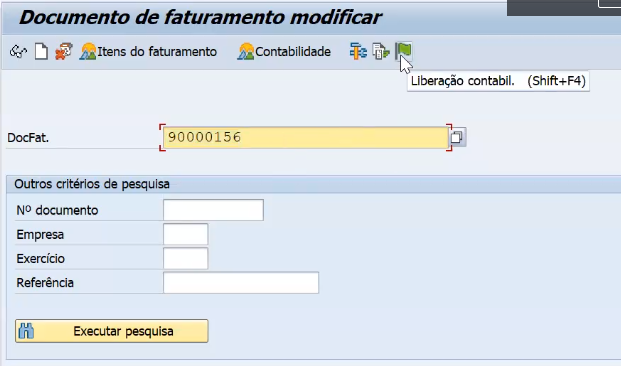 Documento de faturamento modificar
Itens do faturamento Contabilidade
Liberação contabil. (Shift+F4)
DocFat. 90000156
Outros critérios de pesquisa
Nº documento
Empresa
Exercício
Referência
Executar pesquisa